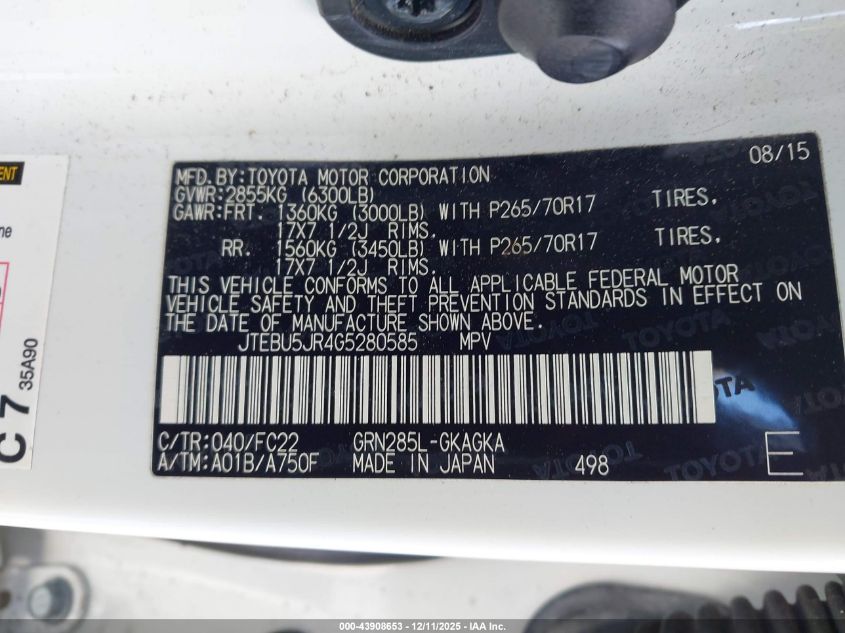 08/15
MFD. BY:TOYOTA MOTOR CORPORATION
GVWR:2855KG (6300LB)
GAWR:FRT. 1360KG (3000LB) WITH P265/70R17 TIRES.
17X7 1/2J RIMS.
RR. 1560KG (3450LB) WITH P265/70R17 TIRES.
17X7 1/2J RIMS.
THIS VEHICLE CONFORMS TO ALL APPLICABLE FEDERAL MOTOR
VEHICLE SAFETY AND THEFT PREVENTION STANDARDS IN EFFECT ON
THE DATE OF MANUFACTURE SHOWN ABOVE.
JTEBU5JR4G5280585 MPV
C/TR:040/FC22 GRN285L-GKAGKA
A/TM:A01B/A750F MADE IN JAPAN 498 E
C 7 35A90
TOYOTA
000-43908653 - 12/11/2025 - IAA Inc.